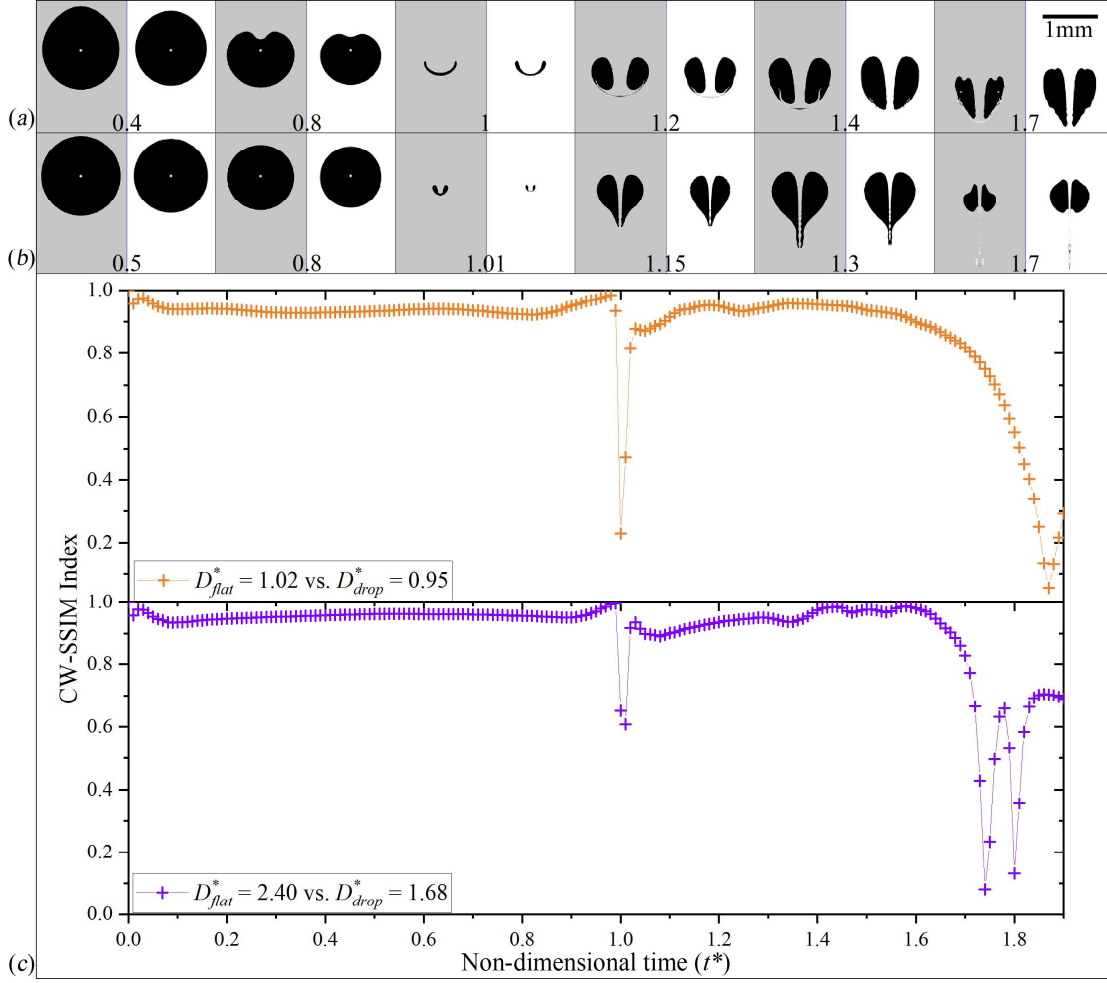 1mm
(a) 0.4 0.8 1 1.2 1.4 1.7
(b) 0.5 0.8 1.01 1.15 1.3 1.7
1.0
0.8
0.6
0.4
0.2
D*flat = 1.02 vs. D*drop = 0.95
1.0
0.8
0.6
0.4
0.2
0.0
D*flat = 2.40 vs. D*drop = 1.68
CW-SSIM Index
0.0 0.2 0.4 0.6 0.8 1.0 1.2 1.4 1.6 1.8
(c) Non-dimensional time (t*)